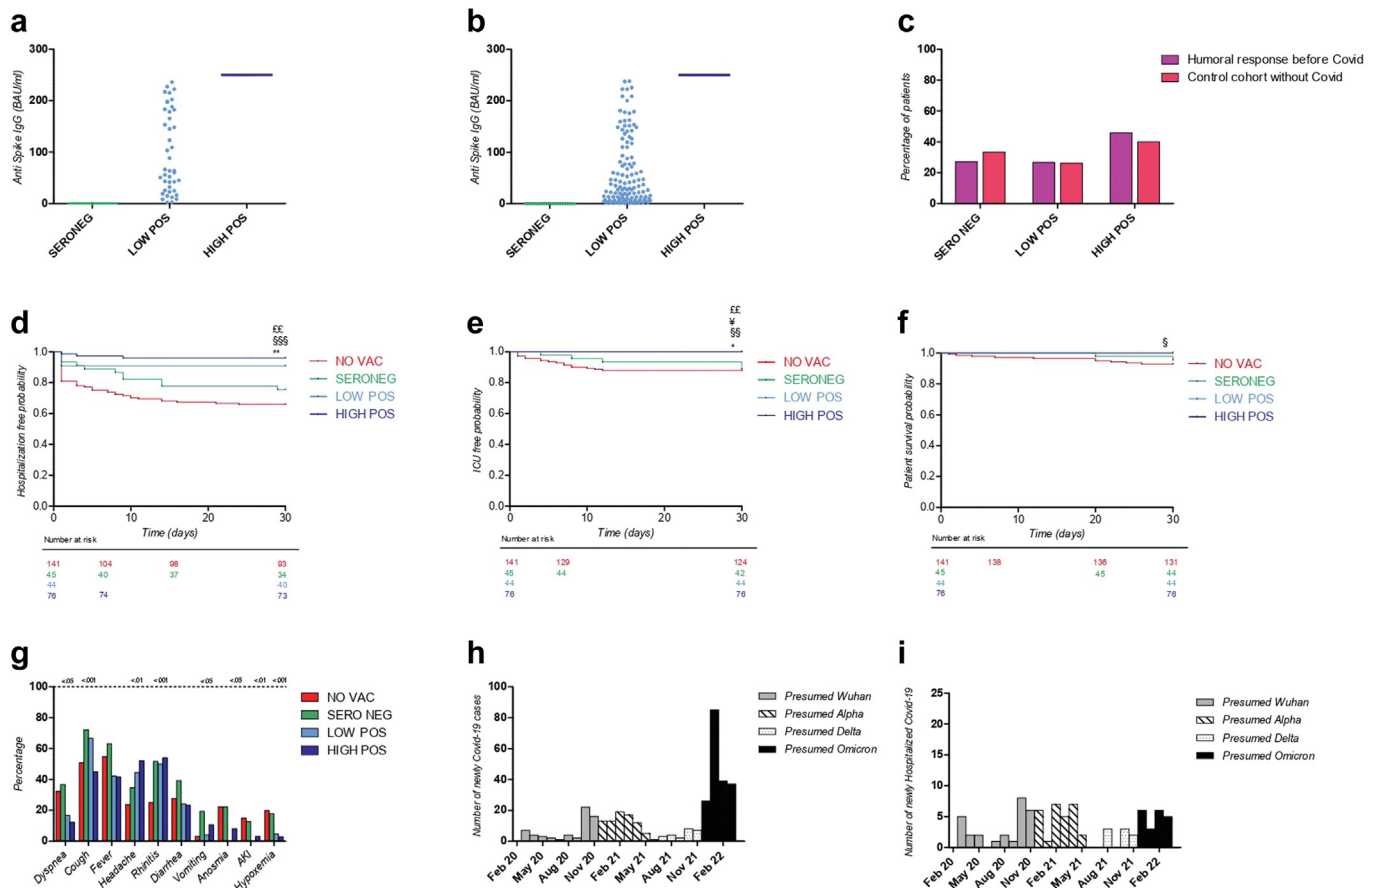 a
300
200
100
0
Anti Spike IgG (BAU/ml)
SERONEG
LOW POS
HIGH POS
b
300
200
100
0
Anti Spike IgG (BAU/ml)
SERONEG
LOW POS
HIGH POS
c
100
80
60
40
20
0
Percentage of patients
SERO NEG
LOW POS
HIGH POS
Humoral response before Covid
Control cohort without Covid
d
££
§§§
**
1.0
0.8
0.6
0.4
0.2
0.0
Hospitalization free probability
NO VAC
SERONEG
LOW POS
HIGH POS
0 10 20 30
Time (days)
Number at risk
141 104 98 93
45 40 37 34
44 40
76 74 73
e
££
¥
§§
*
1.0
0.8
0.6
0.4
0.2
0.0
ICU free probability
NO VAC
SERONEG
LOW POS
HIGH POS
0 10 20 30
Time (days)
Number at risk
141 129 124
45 44 42
44 44
76 76
f
§
1.0
0.8
0.6
0.4
0.2
0.0
Patient survival probability
NO VAC
SERONEG
LOW POS
HIGH POS
0 10 20 30
Time (days)
Number at risk
141 138 136 131
45 45 44
44 44
76 76
g
<.05 <.001 <.01 <.001 <.05 <.05 <.01 <.001
100
80
60
40
20
0
Percentage
Dyspnea
Cough
Fever
Headache
Rhinitis
Diarrhea
Vomiting
Anosmia
AKI
Hypoxemia
NO VAC
SERO NEG
LOW POS
HIGH POS
h
100
80
60
40
20
0
Number of newly Covid-19 cases
Feb 20
May 20
Aug 20
Nov 20
Feb 21
May 21
Aug 21
Nov 21
Feb 22
Presumed Wuhan
Presumed Alpha
Presumed Delta
Presumed Omicron
i
25
20
15
10
5
0
Number of newly Hospitalized Covid-19
Feb 20
May 20
Aug 20
Nov 20
Feb 21
May 21
Aug 21
Nov 21
Feb 22
Presumed Wuhan
Presumed Alpha
Presumed Delta
Presumed Omicron